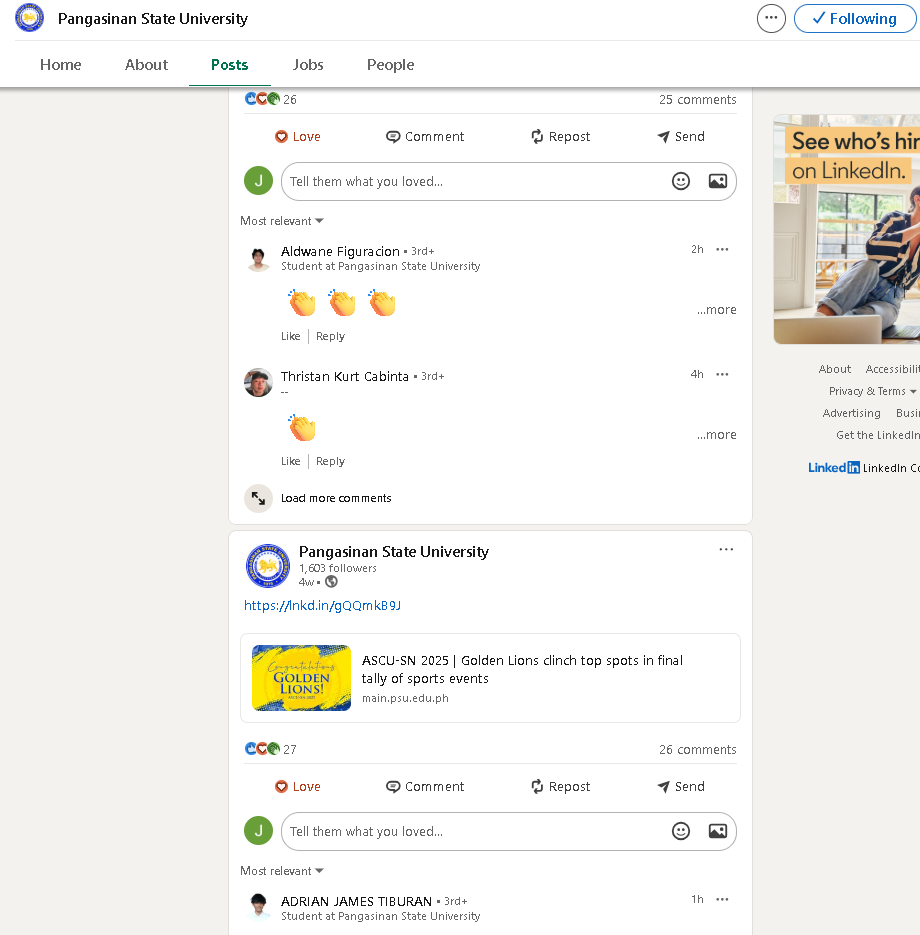 Pangasinan State University
Following
Home
About
Posts
Jobs
People
26
25 comments
Love
Comment
Repost
Send
J
Tell them what you loved...
Most relevant
Aldwane Figuracion • 3rd+
2h
Student at Pangasinan State University
...more
Like
Reply
Thristan Kurt Cabinta • 3rd+
4h
--
...more
Like
Reply
Load more comments
Pangasinan State University
1,603 followers
4w •
https://lnkd.in/gQQmkB9J
Congratulations
GOLDEN
LIONS!
ASCU-SN 2025 | Golden Lions clinch top spots in final
tally of sports events
main.psu.edu.ph
27
26 comments
Love
Comment
Repost
Send
J
Tell them what you loved...
Most relevant
ADRIAN JAMES TIBURAN • 3rd+
1h
Student at Pangasinan State University
See who's hir
on LinkedIn.
About
Accessibilit
Privacy & Terms
Advertising
Busi
Get the LinkedIn
LinkedIn LinkedIn Co